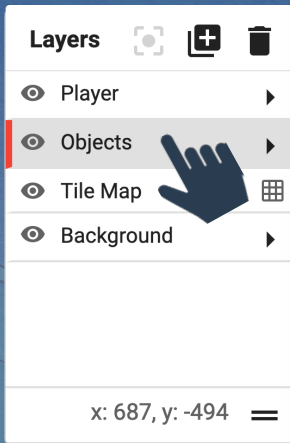 Layers
Player
Objects
Tile Map
Background
x: 687, y: -494